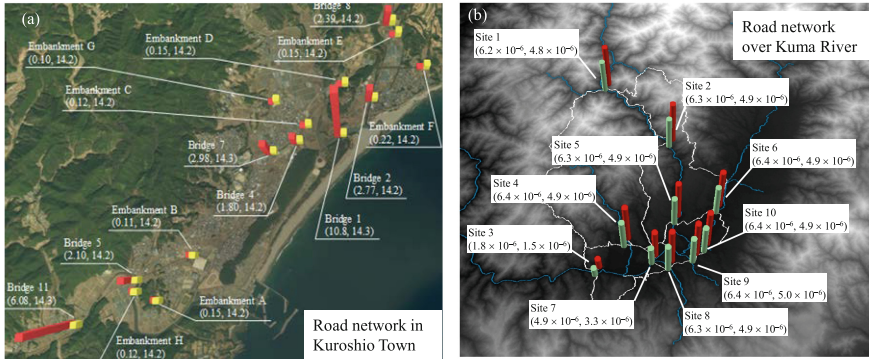 (a)
Bridge 8
(2.39, 14.2)
Embankment G
(0.10, 14.2)
Embankment D
(0.15, 14.2)
Embankment E
(0.15, 14.2)
Embankment C
(0.12, 14.2)
Embankment F
(0.22, 14.2)
Bridge 7
(2.98, 14.3)
Bridge 2
(2.77, 14.2)
Bridge 4
(1.80, 14.2)
Bridge 1
(10.8, 14.3)
Embankment B
(0.11, 14.2)
Bridge 5
(2.10, 14.2)
Bridge 11
(6.08, 14.3)
Embankment A
(0.15, 14.2)
Embankment H
(0.12, 14.2)
Road network in
Kuroshio Town
(b)
Road network
over Kuma River
Site 1
(6.2 × 10⁻⁶, 4.8 × 10⁻⁶)
Site 2
(6.3 × 10⁻⁶, 4.9 × 10⁻⁶)
Site 5
(6.3 × 10⁻⁶, 4.9 × 10⁻⁶)
Site 6
(6.4 × 10⁻⁶, 4.9 × 10⁻⁶)
Site 4
(6.4 × 10⁻⁶, 4.9 × 10⁻⁶)
Site 10
(6.4 × 10⁻⁶, 4.9 × 10⁻⁶)
Site 3
(1.8 × 10⁻⁶, 1.5 × 10⁻⁶)
Site 9
(6.4 × 10⁻⁶, 5.0 × 10⁻⁶)
Site 7
(4.9 × 10⁻⁶, 3.3 × 10⁻⁶)
Site 8
(6.3 × 10⁻⁶, 4.9 × 10⁻⁶)